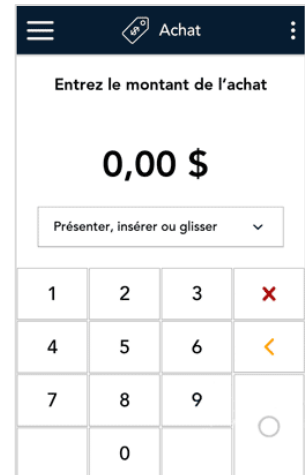 Achat
Entrez le montant de l'achat
0,00 $
Présenter, insérer ou glisser
1 2 3
4 5 6
7 8 9
0